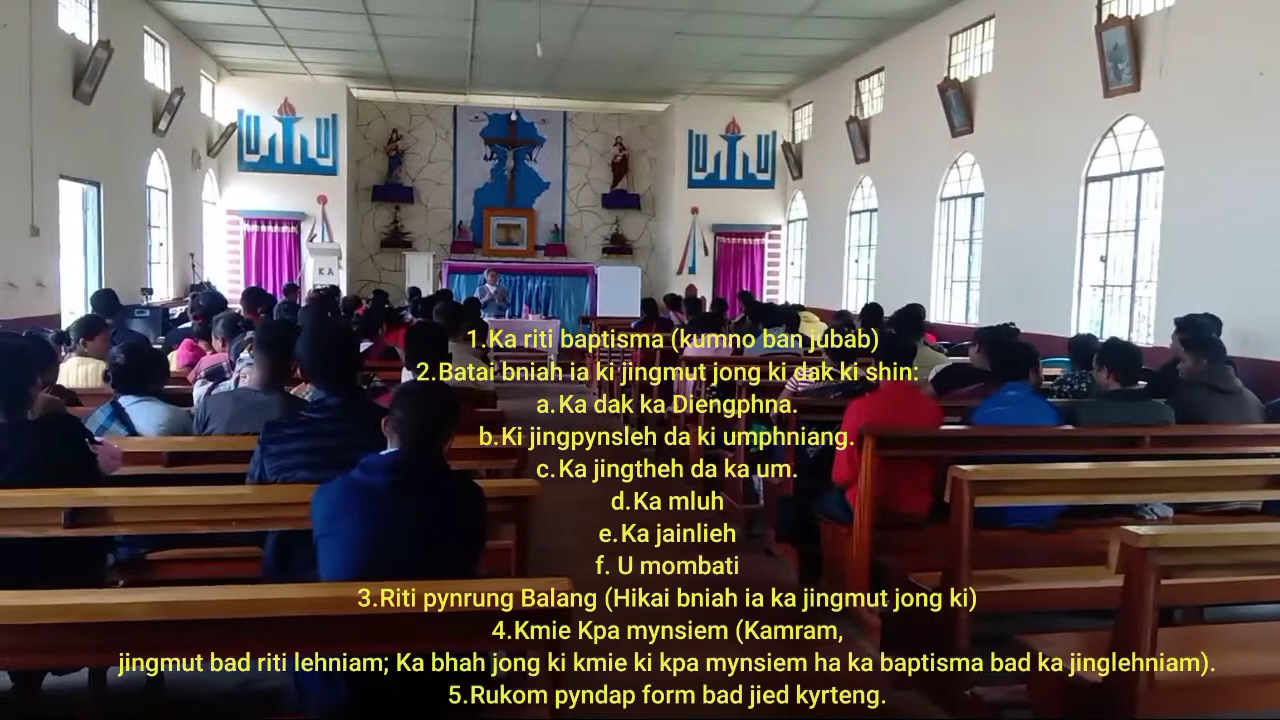 KA
1.Ka riti baptisma (kumno ban jubab)
2.Batai bniah ia ki jingmut jong ki dak ki shin:
a.Ka dak ka Diengphna.
b.Ki jingpynsleh da ki umphniang.
c.Ka jingtheh da ka um.
d.Ka mluh
e.Ka jainlieh
f. U mombati
3.Riti pynrung Balang (Hikai bniah ia ka jingmut jong ki)
4.Kmie Kpa mynsiem (Kamram,
jingmut bad riti lehniam; Ka bhah jong ki kmie ki kpa mynsiem ha ka baptisma bad ka jinglehniam).
5.Rukom pyndap form bad jied kyrteng.